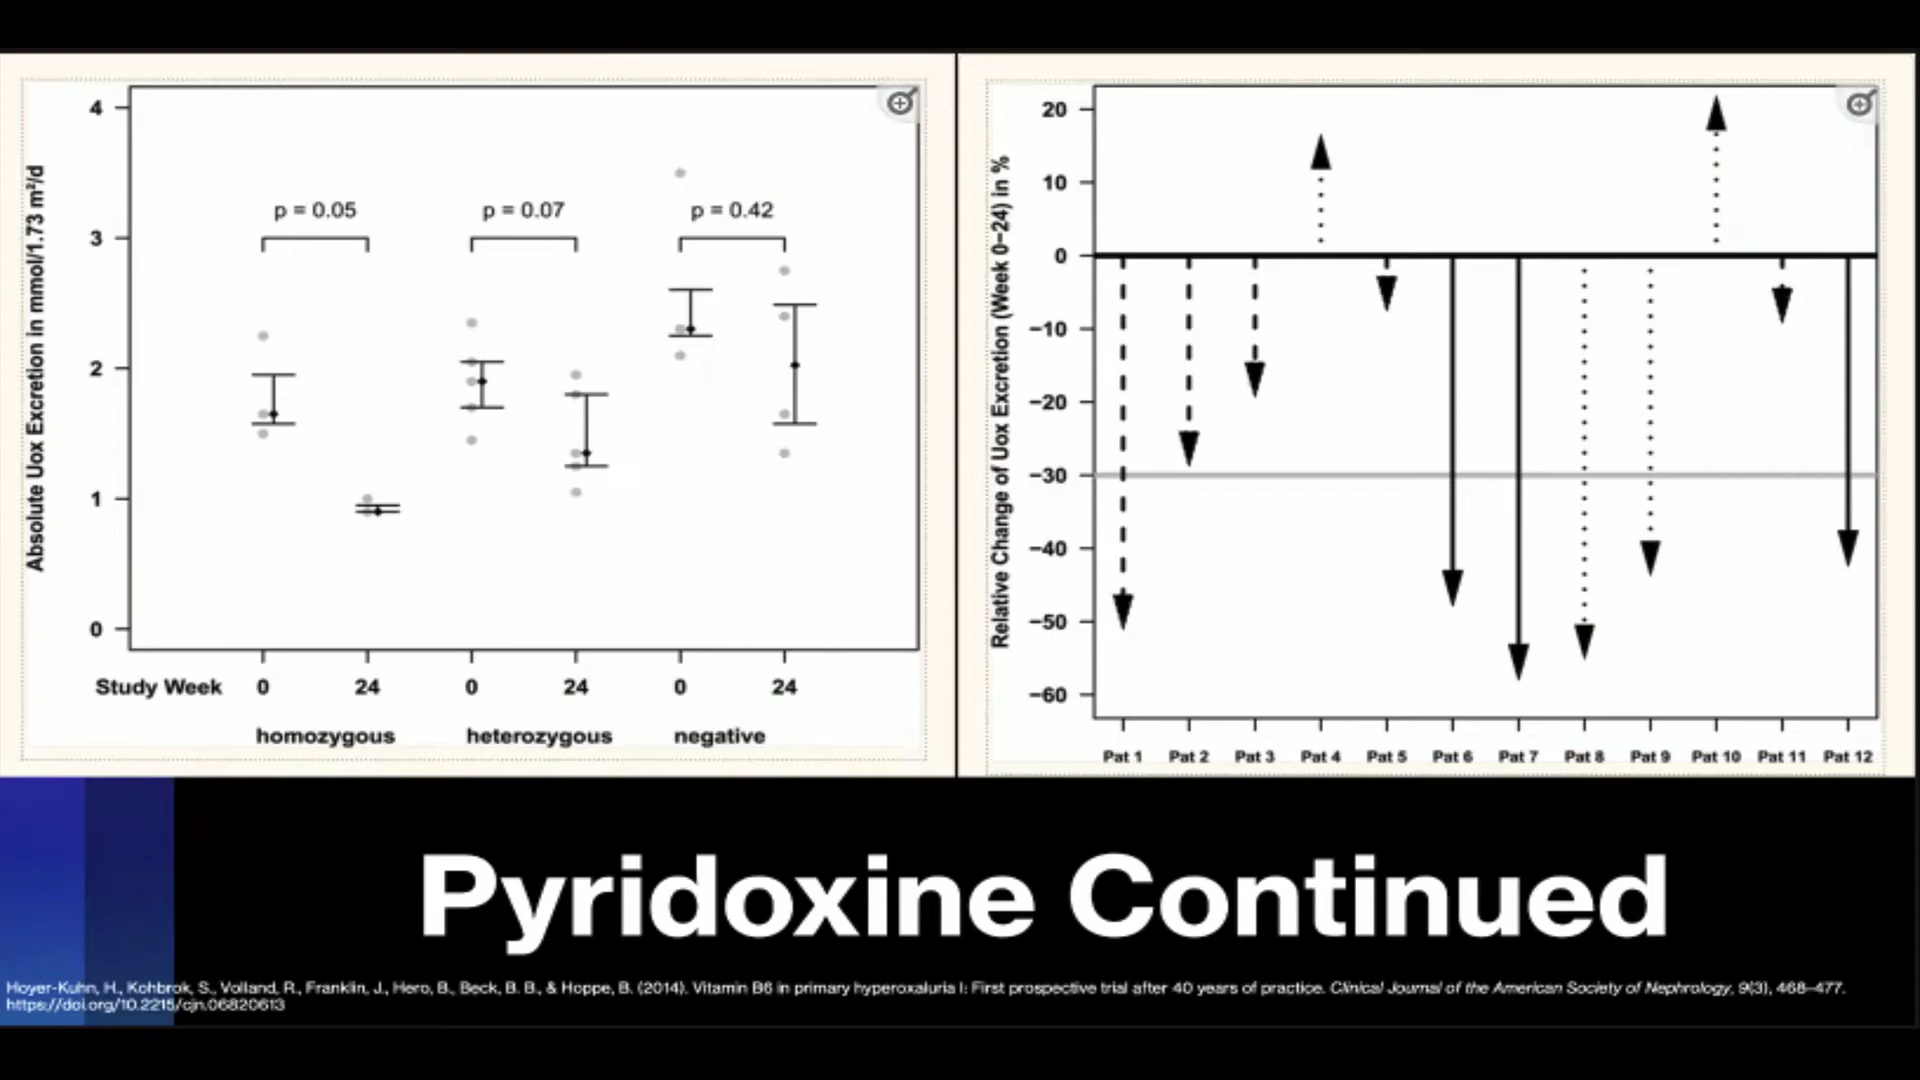 4
3
2
1
0
Absolute Uox Excretion in mmol/1.73 m²/d
p = 0.05
p = 0.07
p = 0.42
Study Week 0 24 0 24 0 24
homozygous heterozygous negative
20
10
0
−10
−20
−30
−40
−50
−60
Relative Change of Uox Excretion (Week 0−24) in %
Pat 1 Pat 2 Pat 3 Pat 4 Pat 5 Pat 6 Pat 7 Pat 8 Pat 9 Pat 10 Pat 11 Pat 12
Pyridoxine Continued
Hoyer-Kuhn, H., Kohbrok, S., Volland, R., Franklin, J., Hero, B., Beck, B. B., & Hoppe, B. (2014). Vitamin B6 in primary hyperoxaluria I: First prospective trial after 40 years of practice. Clinical Journal of the American Society of Nephrology, 9(3), 468–477.
https://doi.org/10.2215/cjn.06820613